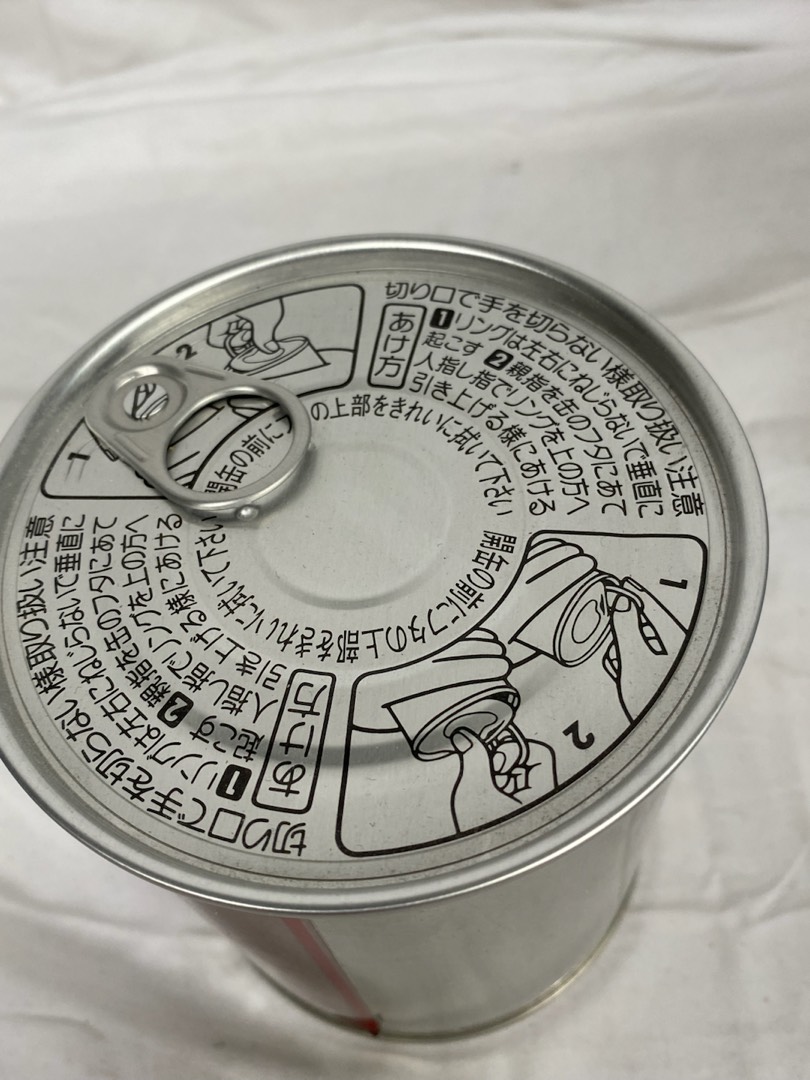 切り口で手を切らない様取り扱い注意
あけ方
1 リングは左右にねじらないで垂直に
起こす 2 親指を缶のフタにあて
人指し指でリングを上の方へ
引き上げる様にあける
開缶の前に
の上部をきれいに拭いて下さい
1
2
開缶の前にフタの上部をきれいに拭いて下さい
切り口で手を切らない様取り扱い注意
あけ方
1 リングは左右にねじらないで垂直に
起こす 2 親指を缶のフタにあて
人指し指でリングを上の方へ
引き上げる様にあける
1
2